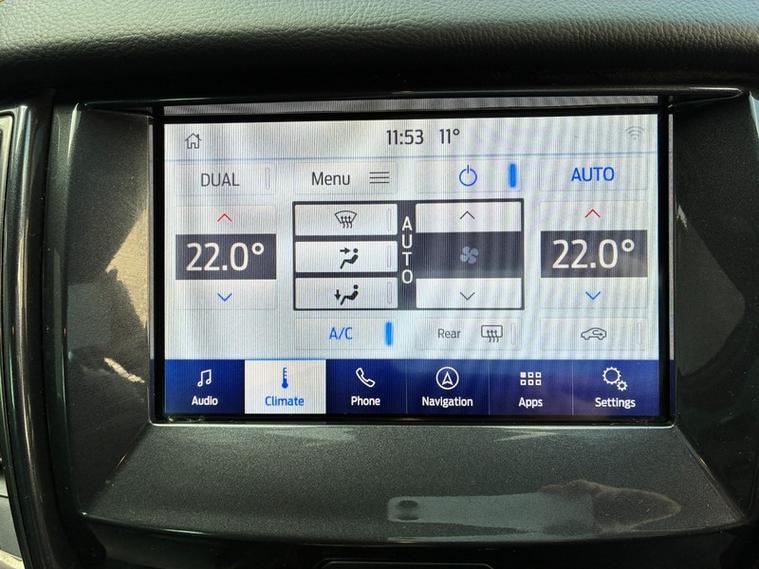 11:53 11°
DUAL
Menu
AUTO
22.0°
AUTO
22.0°
A/C
Rear
Audio
Climate
Phone
Navigation
Apps
Settings